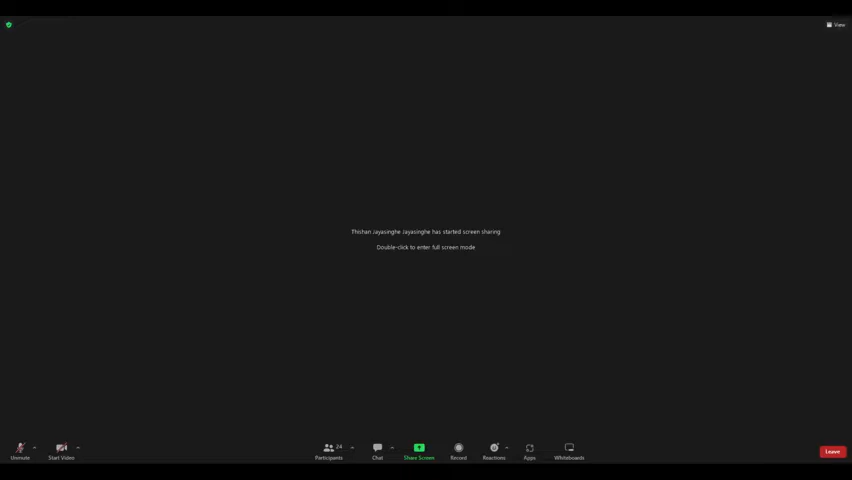 View
Thishan Jayasinghe Jayasinghe has started screen sharing
Double-click to enter full screen mode
24
Unmute
Start Video
Participants
Chat
Share Screen
Record
Reactions
Apps
Whiteboards
Leave